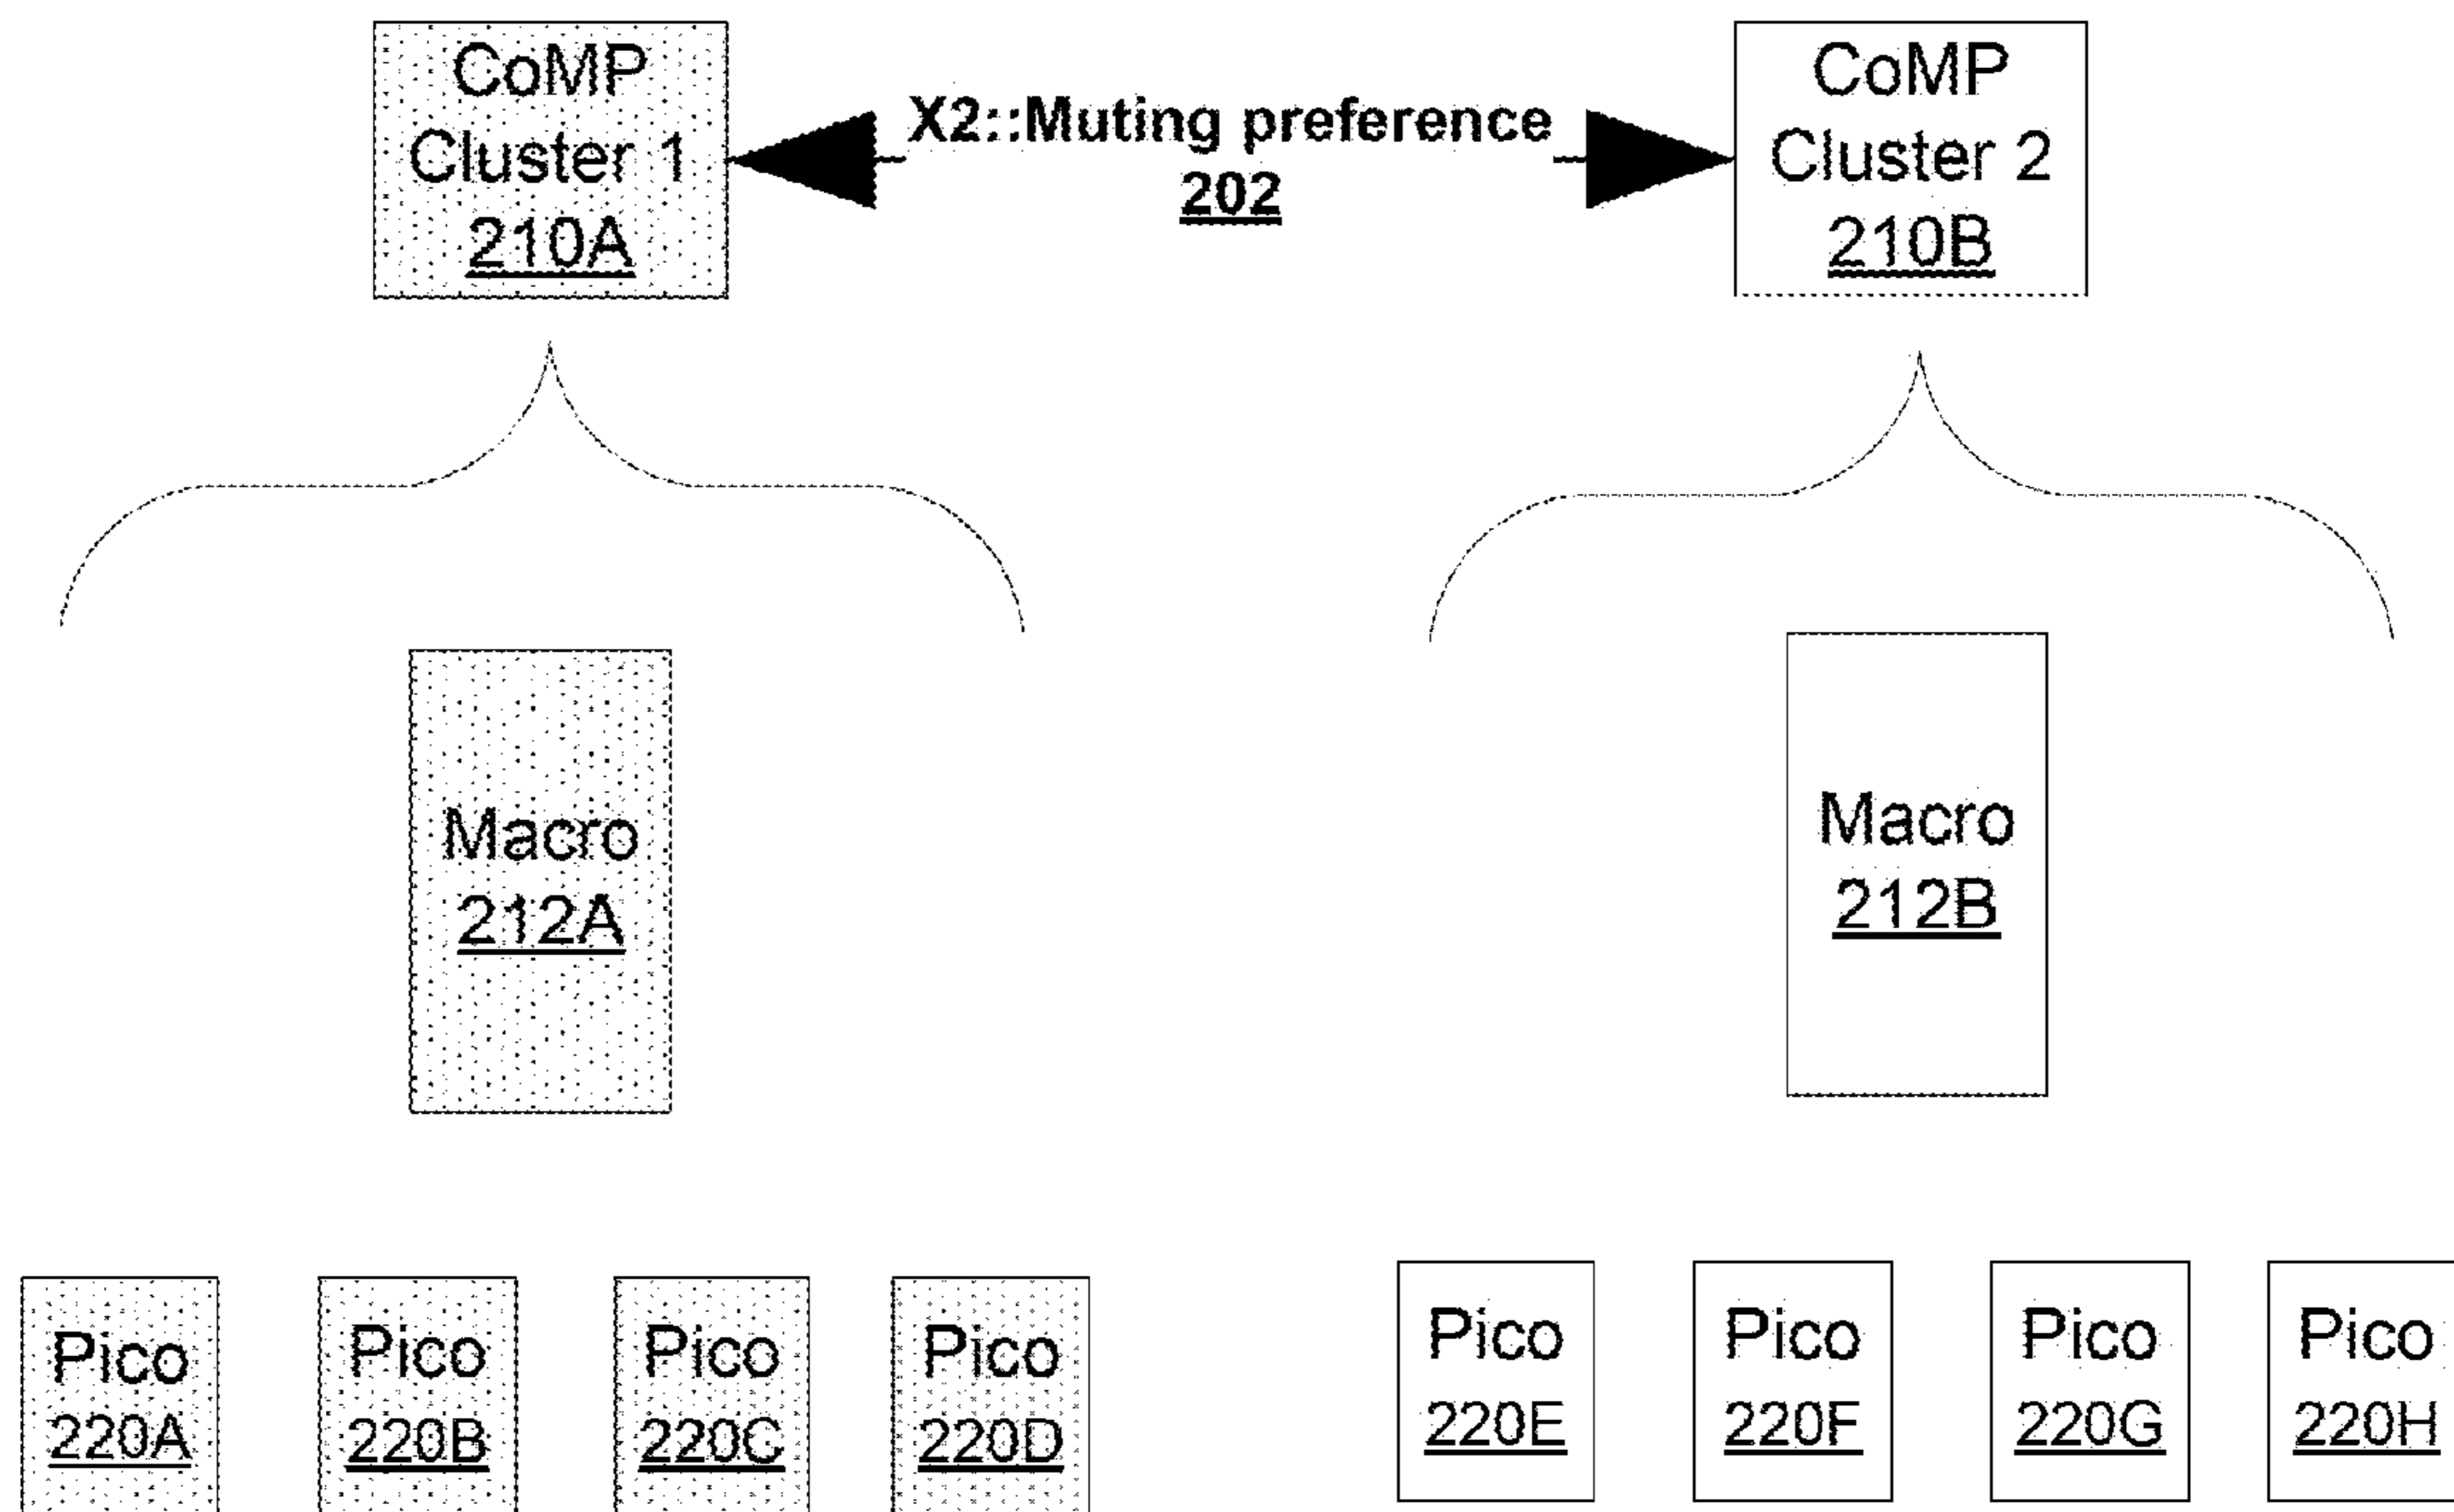 CoMP
Cluster 1
210A
X2::Muting preference
202
CoMP
Cluster 2
210B
Macro
212A
Macro
212B
Pico
220A
Pico
220B
Pico
220C
Pico
220D
Pico
220E
Pico
220F
Pico
220G
Pico
220H